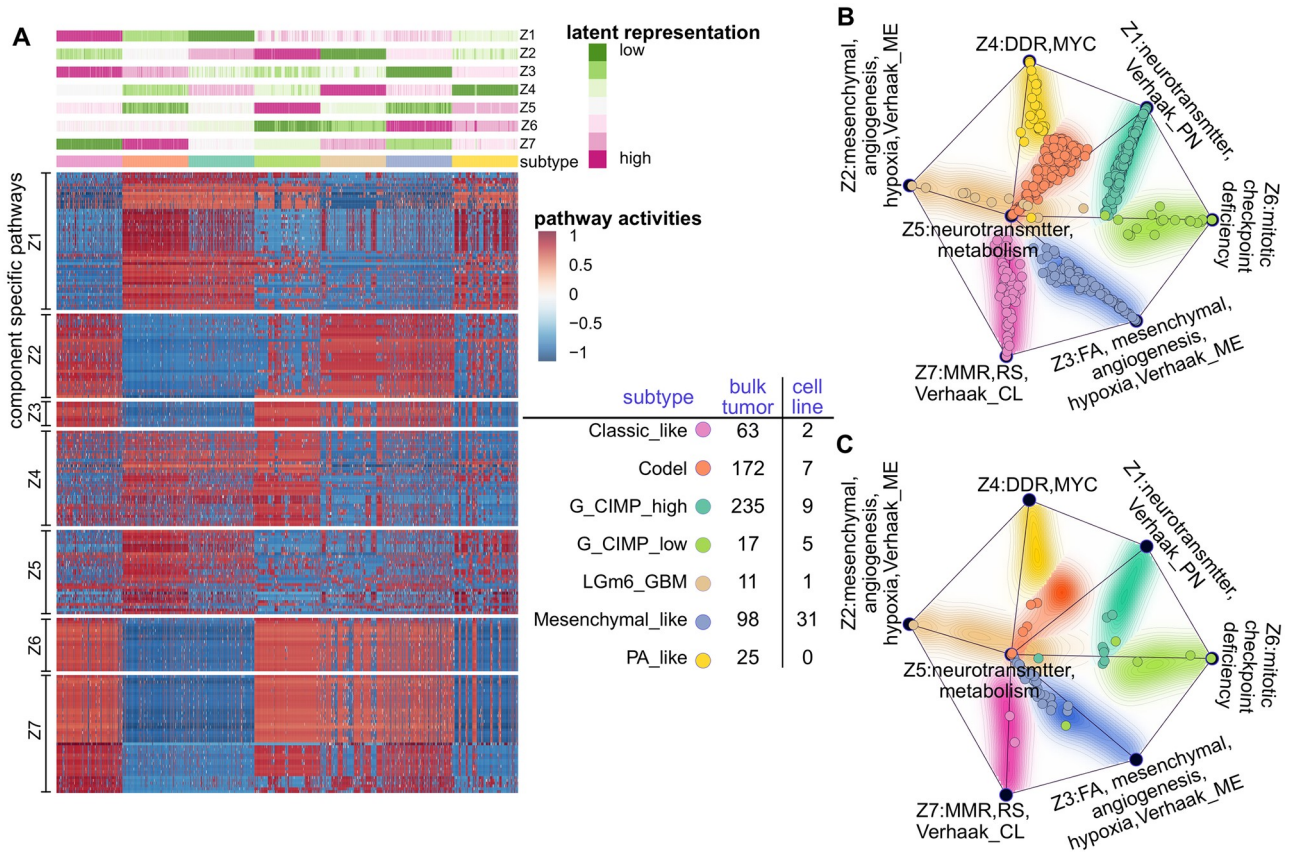 A
Z1
Z2
Z3
Z4
Z5
Z6
Z7
subtype
latent representation
low
high
component specific pathways
Z1
Z2
Z3
Z4
Z5
Z6
Z7
pathway activities
1
0.5
0
−0.5
−1
subtype bulk tumor cell line
Classic_like 63 2
Codel 172 7
G_CIMP_high 235 9
G_CIMP_low 17 5
LGm6_GBM 11 1
Mesenchymal_like 98 31
PA_like 25 0
B
Z4:DDR,MYC
Z1:neurotransmtter,
Verhaak_PN
Z2:mesenchymal,
angiogenesis,
hypoxia,Verhaak_ME
Z6:mitotic
checkpoint
deficiency
Z5:neurotransmtter,
metabolism
Z3:FA, mesenchymal,
angiogenesis,
hypoxia,Verhaak_ME
Z7:MMR,RS,
Verhaak_CL
C
Z4:DDR,MYC
Z1:neurotransmtter,
Verhaak_PN
Z2:mesenchymal,
angiogenesis,
hypoxia,Verhaak_ME
Z6:mitotic
checkpoint
deficiency
Z5:neurotransmtter,
metabolism
Z3:FA, mesenchymal,
angiogenesis,
hypoxia,Verhaak_ME
Z7:MMR,RS,
Verhaak_CL